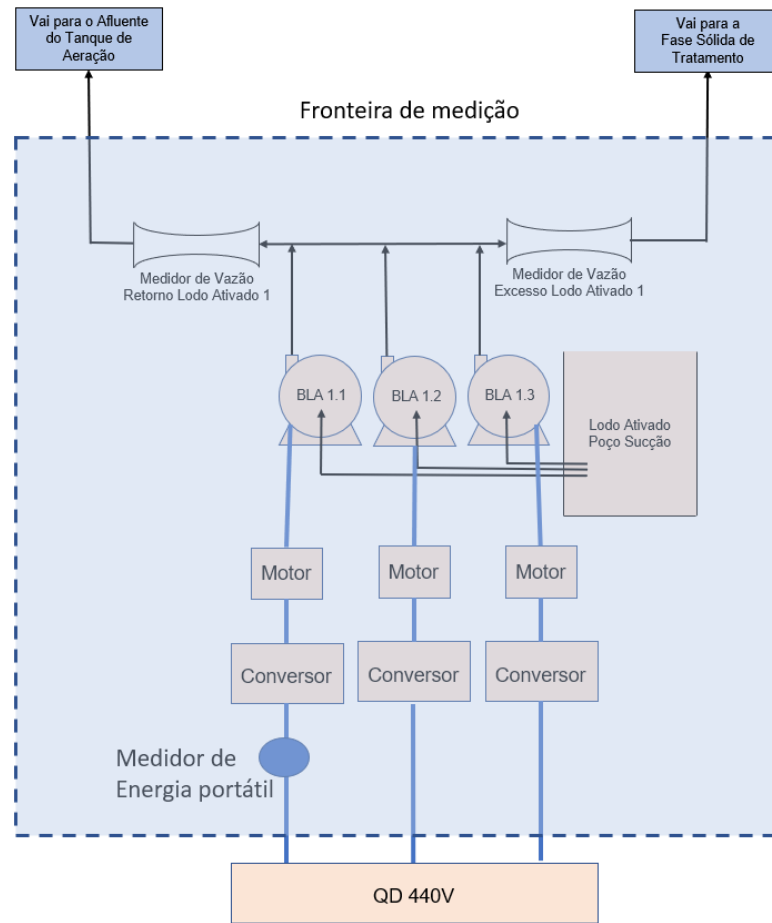 Vai para o Afluente
do Tanque de
Aeração
Vai para a
Fase Sólida de
Tratamento
Fronteira de medição
Medidor de Vazão
Retorno Lodo Ativado 1
Medidor de Vazão
Excesso Lodo Ativado 1
BLA 1.1
BLA 1.2
BLA 1.3
Lodo Ativado
Poço Sucção
Motor
Motor
Motor
Conversor
Conversor
Conversor
Medidor de
Energia portátil
QD 440V